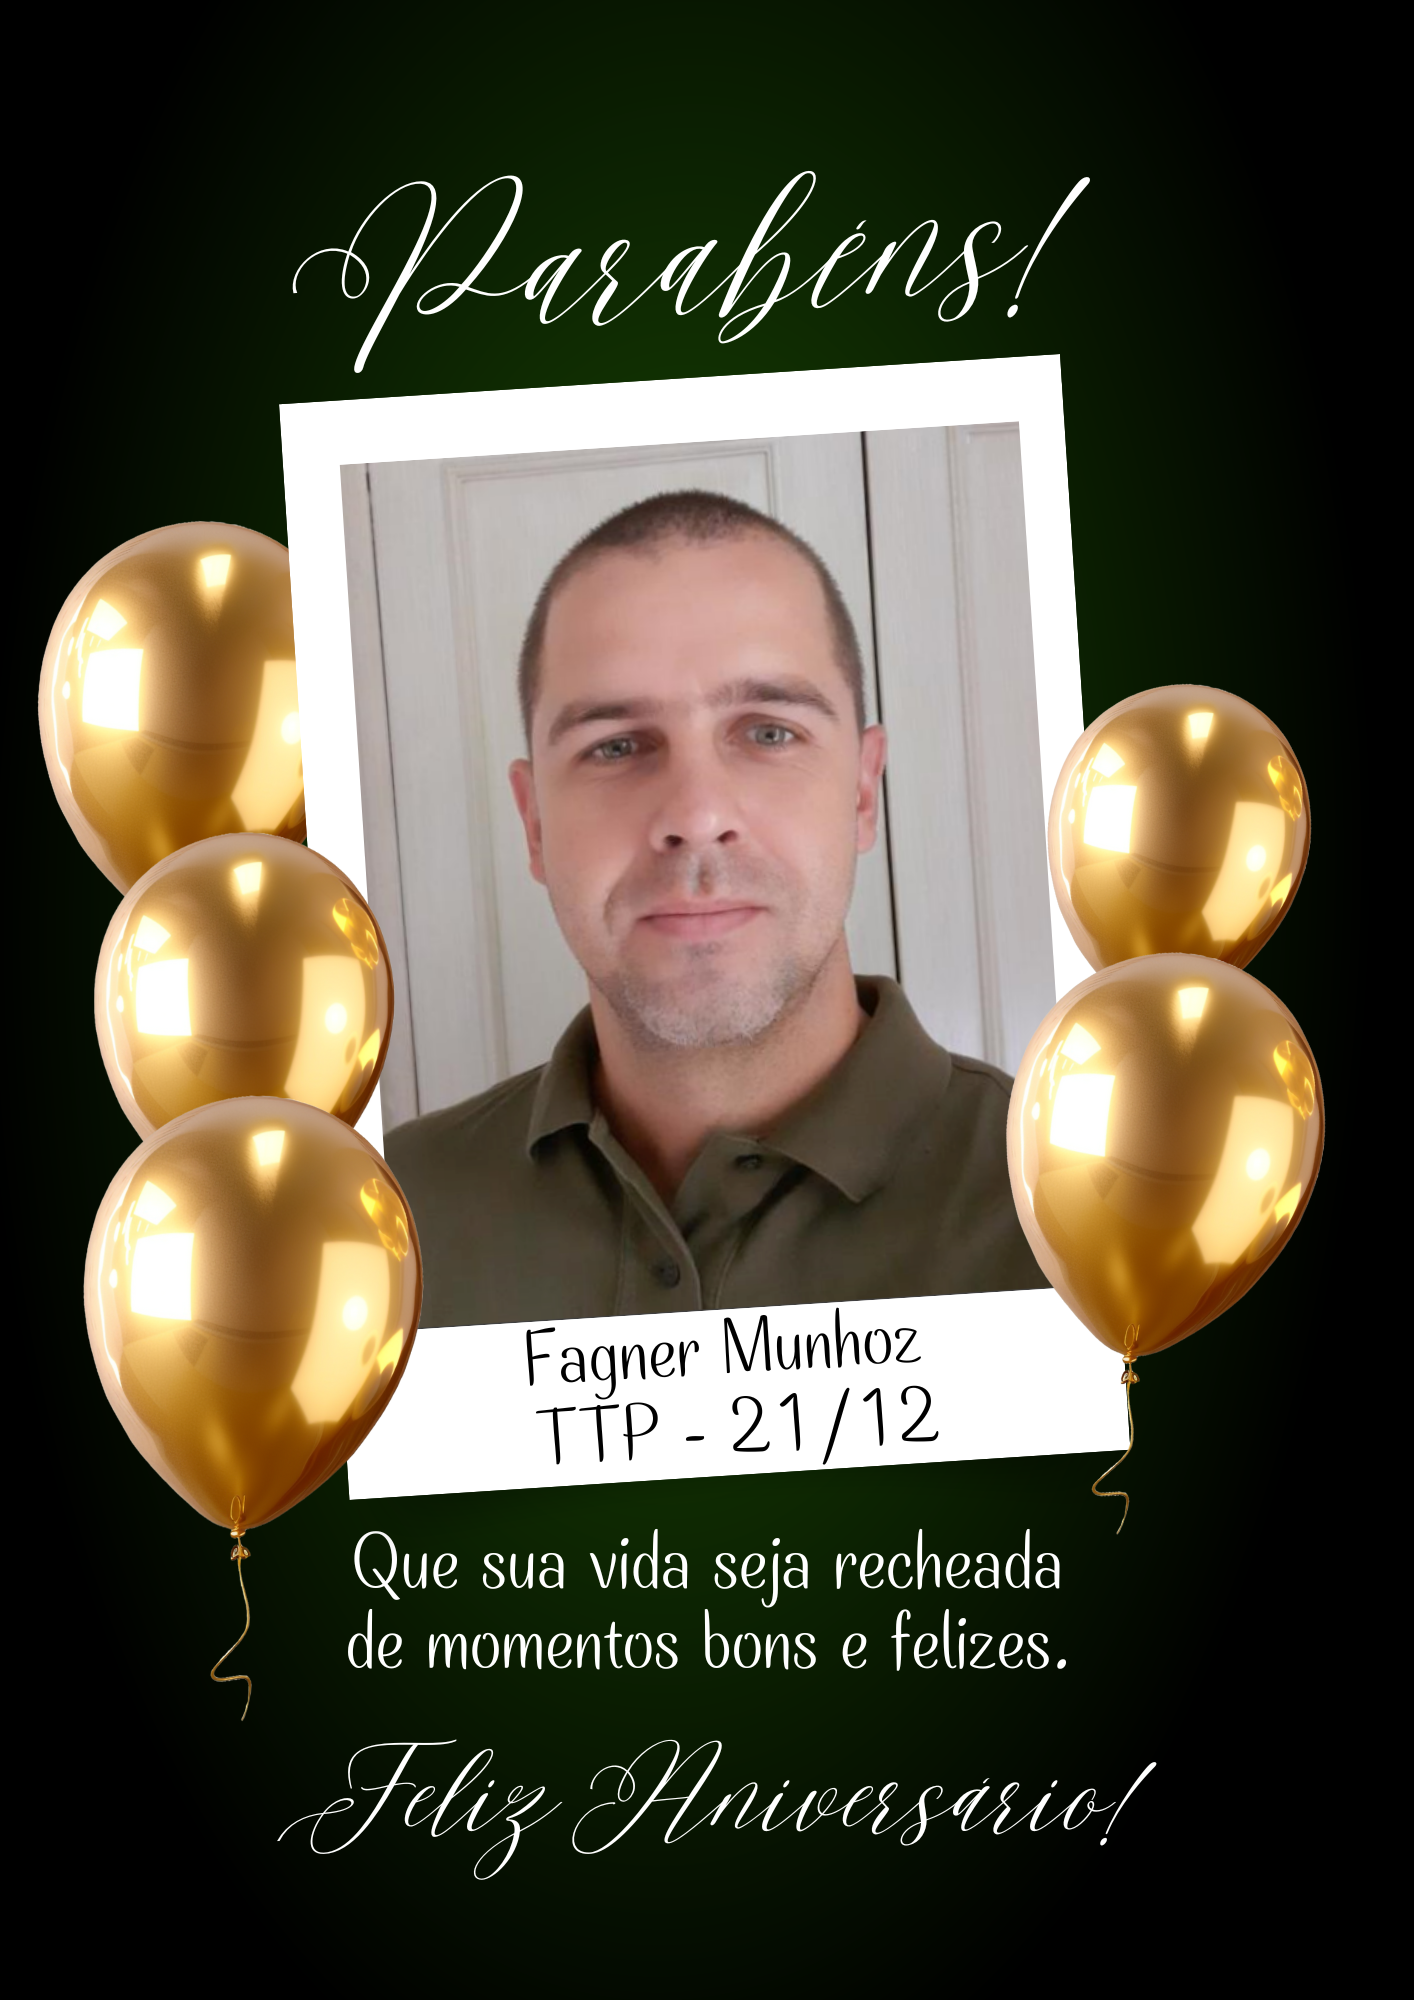 Parabéns!
Fagner Munhoz
TTP - 21/12
Que sua vida seja recheada
de momentos bons e felizes.
Feliz Aniversário!